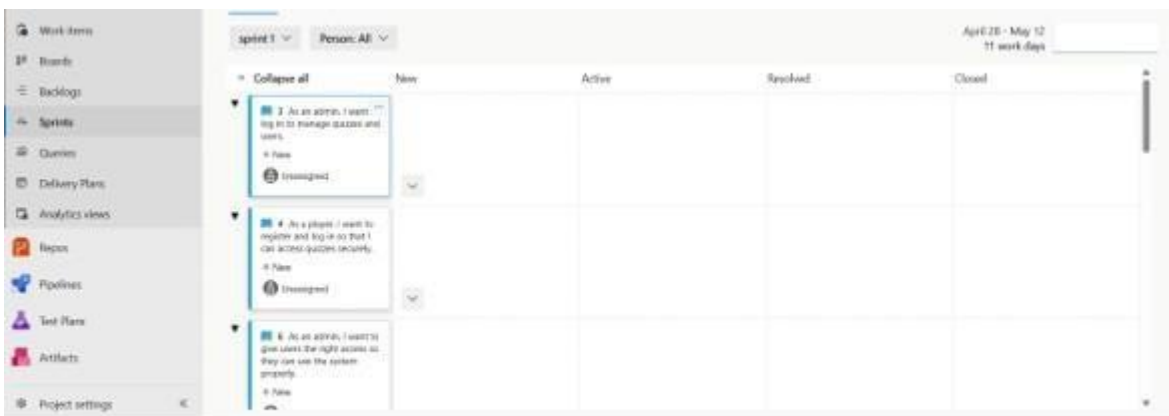 Work items
Boards
Backlogs
Sprints
Queries
Delivery Plans
Analytics views
Repos
Pipelines
Test Plans
Artifacts
Project settings
sprint 1
Person: All
April 28 - May 12
11 work days
Collapse all
New
Active
Resolved
Closed
3 As an admin, I want
log in to manage quizzes and
users.
New
Unassigned
4 As a player I want to
register and log in so that I
can access quizzes securely.
New
Unassigned
6 As an admin, I want to
give users the right access so
they can use the system
properly.
New